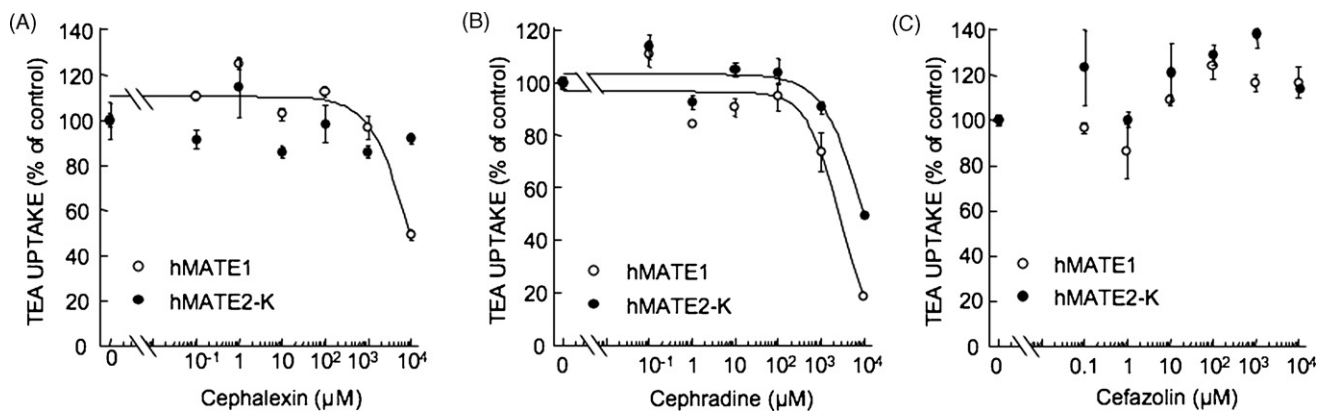 (A)
TEA UPTAKE (% of control)
140
120
100
80
60
40
20
0
hMATE1
hMATE2-K
0 10⁻¹ 1 10 10² 10³ 10⁴
Cephalexin (µM)
(B)
TEA UPTAKE (% of control)
120
100
80
60
40
20
0
hMATE1
hMATE2-K
0 10⁻¹ 1 10 10² 10³ 10⁴
Cephradine (µM)
(C)
TEA UPTAKE (% of control)
140
120
100
80
60
40
20
0
hMATE1
hMATE2-K
0 0.1 1 10 10² 10³ 10⁴
Cefazolin (µM)